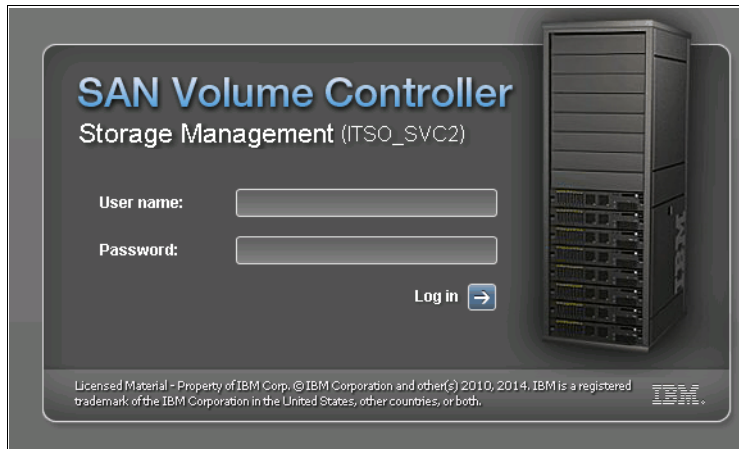 SAN Volume Controller
Storage Management (ITSO_SVC2)
User name:
Password:
Log in
Licensed Material - Property of IBM Corp. © IBM Corporation and other(s) 2010, 2014. IBM is a registered
trademark of the IBM Corporation in the United States, other countries, or both.
IBM.
IBM